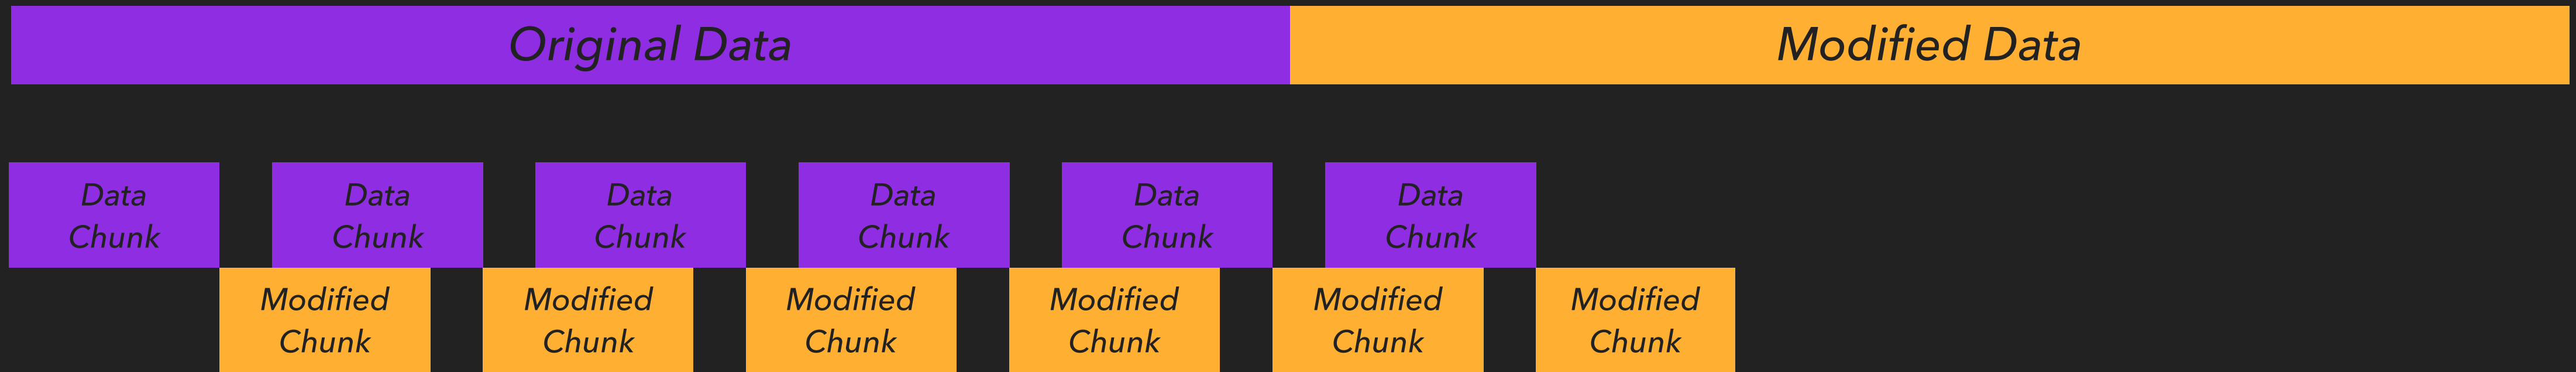 Original Data
Modified Data
Data
Chunk
Data
Chunk
Data
Chunk
Data
Chunk
Data
Chunk
Data
Chunk
Modified
Chunk
Modified
Chunk
Modified
Chunk
Modified
Chunk
Modified
Chunk
Modified
Chunk